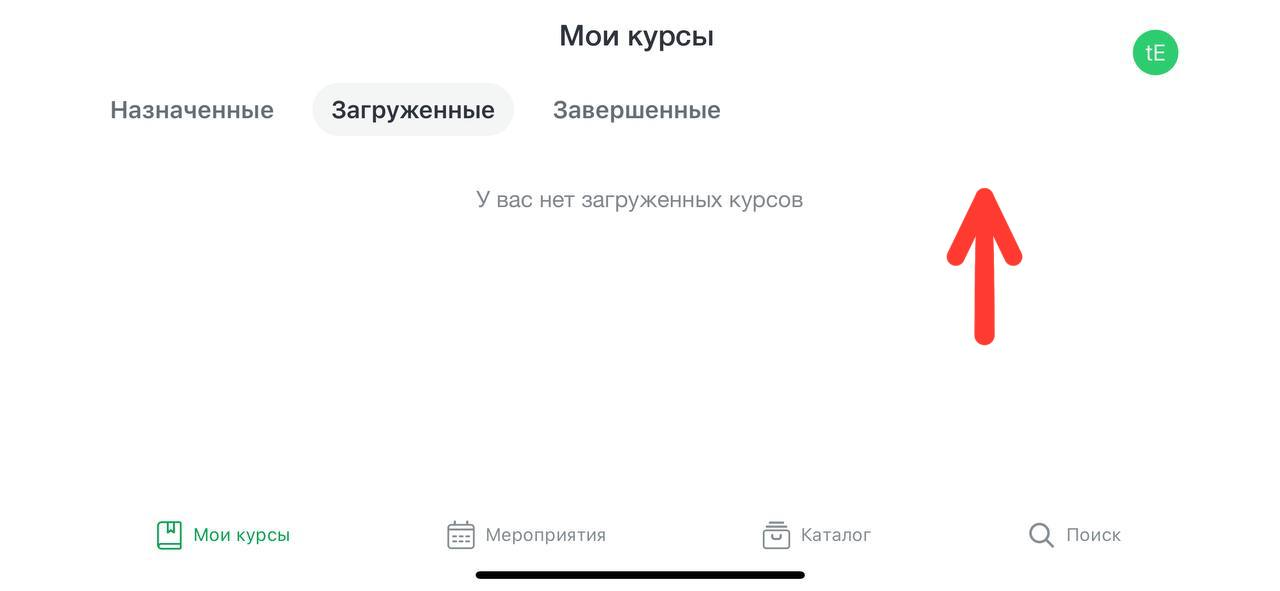 Мои курсы
tE
Назначенные Загруженные Завершенные
У вас нет загруженных курсов
Мои курсы Мероприятия Каталог Поиск